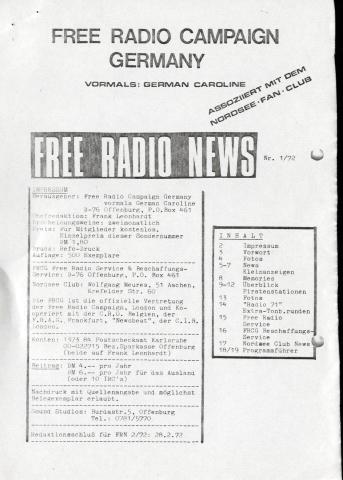 FREE RADIO CAMPAIGN
GERMANY
VORMALS: GERMAN CAROLINE
ASSOZIIERT MIT DEM
NORDSEE-FAN-CLUB
FREE RADIO NEWS
Nr. 1/72
IMPRESSUM
Herausgeber: Free Radio Campaign Germany
vormals German Caroline
D-76 Offenburg, P.O.Box 461
Chefredaktion: Frank Leonhardt
Erscheinungsweise: zweimonatlich
Preis: Für Mitglieder kostenlos,
Einzelpreis dieser Sondernummer
DM 1,80
Druck: Refo-Druck
Auflage: 500 Exemplare
FRCG Free Radio Service & Beschaffungs-
Service: D-76 Offenburg, P.O. Box 461
Nordsee Club: Wolfgang Meures, 51 Aachen,
Krefelder Str. 60
Die FRCG ist die offizielle Vertretung
der Free Radio Campaign, London und Ko-
operiert mit der C.R.D. Belgien, der
F.R.A.G. Frankfurt, "Newsbeat", der C.I.B.
London.
Konten: 1973 84 Postscheckamt Karlsruhe
00-022715 Bez.Sparkasse Offenburg
(beide auf Frank Leonhardt)
Beitrag: DM 4,-- pro Jahr
DM 6,-- pro Jahr für das Ausland
(oder 10 IRC's)
Nachdruck mit Quellenangabe und möglichst
Belegexemplar erlaubt.
Sound Studios: Hardastr.5, Offenburg
Tel.: 0781/5770
Redaktionsschluß für FRN 2/72: 28.2.72
INHALT
2 Impressum
3 Vorwort
4 Fotos
5-7 News
Kleinanzeigen
8 Memories
9-12 Überblick
Piratenstationen
13 Fotos
14 "Radio 71"
Extra-Tonb.runden
15 Free Radio
Service
16 FRCG Beschaffungs-
Service
17 Nordsee Club News
18/19 Programmführer